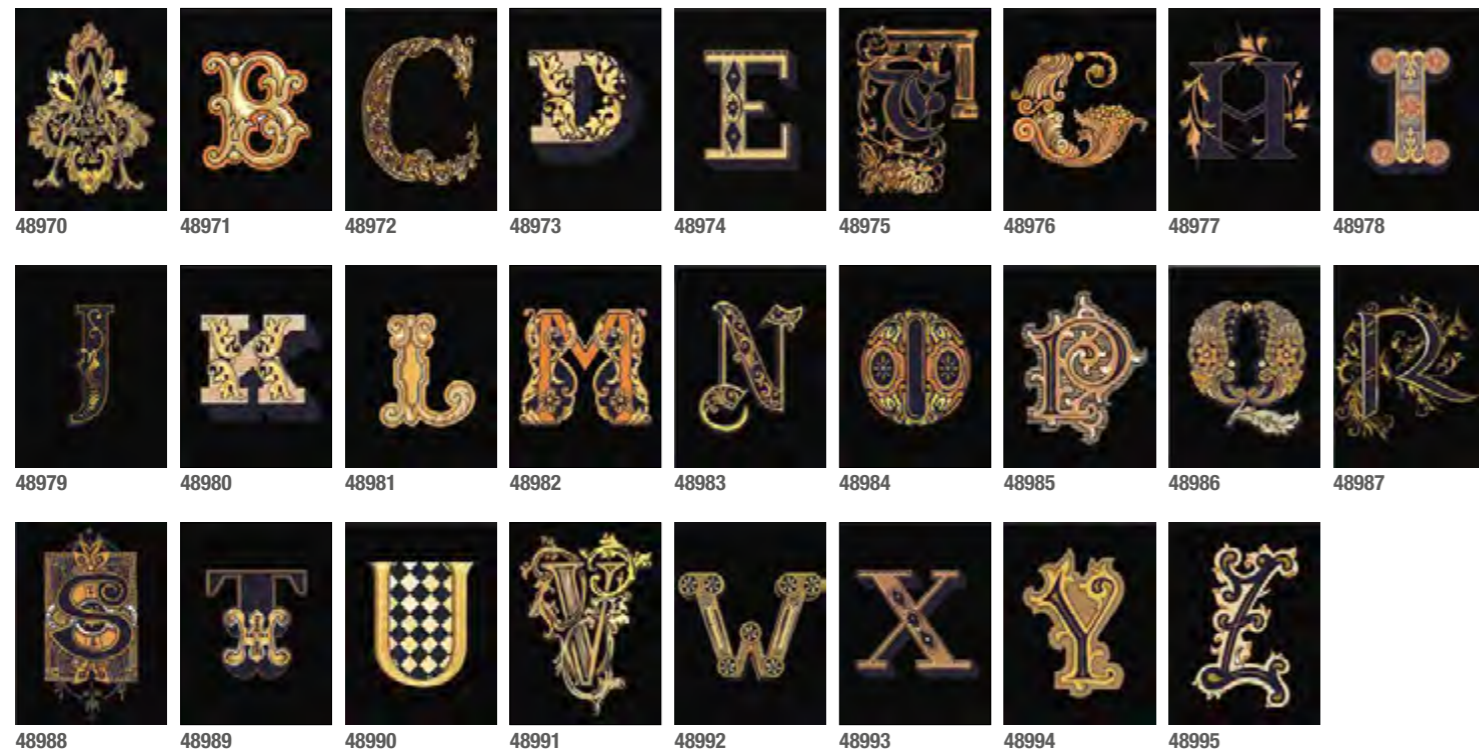 A B C D E F G H I
48970 48971 48972 48973 48974 48975 48976 48977 48978
J K L M N O P Q R
48979 48980 48981 48982 48983 48984 48985 48986 48987
S T U V W X Y Z
48988 48989 48990 48991 48992 48993 48994 48995